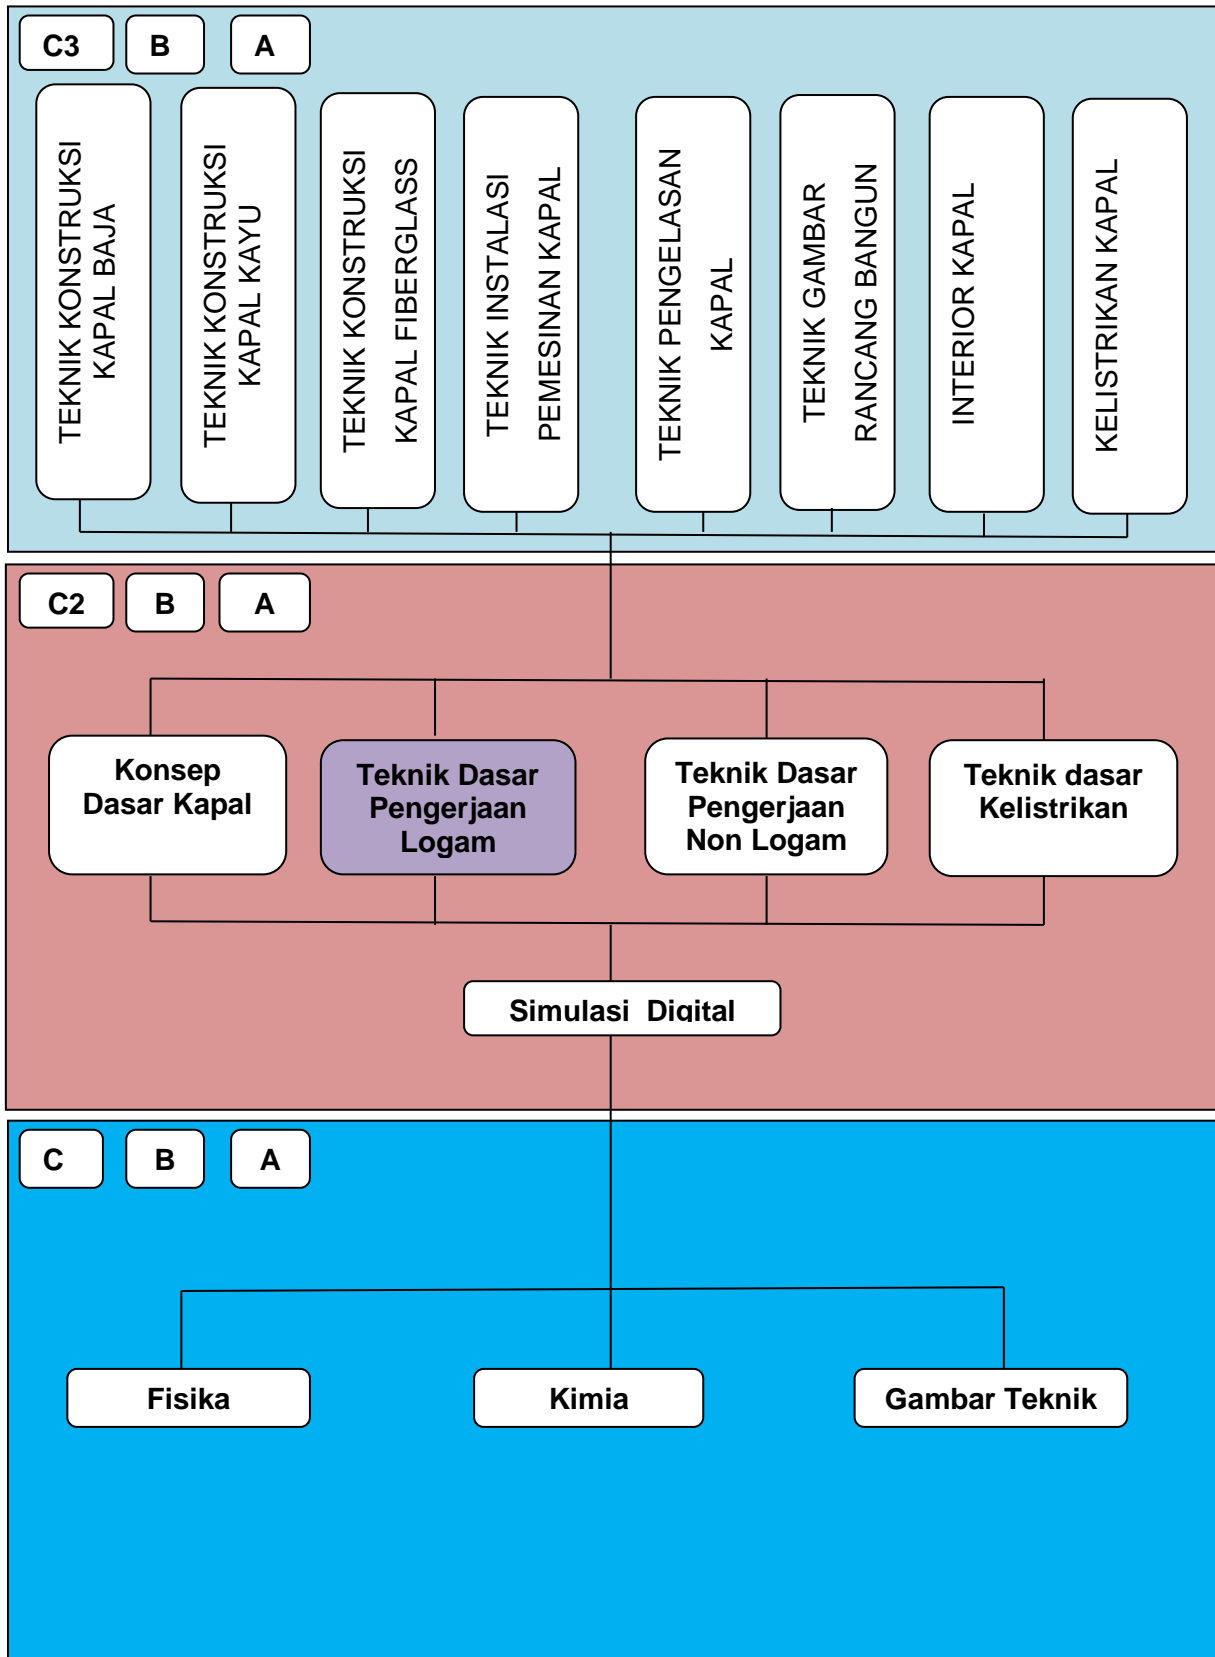 C3 B A
TEKNIK KONSTRUKSI
KAPAL BAJA
TEKNIK KONSTRUKSI
KAPAL KAYU
TEKNIK KONSTRUKSI
KAPAL FIBERGLASS
TEKNIK INSTALASI
PEMESINAN KAPAL
TEKNIK PENGELASAN
KAPAL
TEKNIK GAMBAR
RANCANG BANGUN
INTERIOR KAPAL
KELISTRIKAN KAPAL
C2 B A
Konsep
Dasar Kapal
Teknik Dasar
Pengerjaan
Logam
Teknik Dasar
Pengerjaan
Non Logam
Teknik dasar
Kelistrikan
Simulasi Digital
C B A
Fisika
Kimia
Gambar Teknik